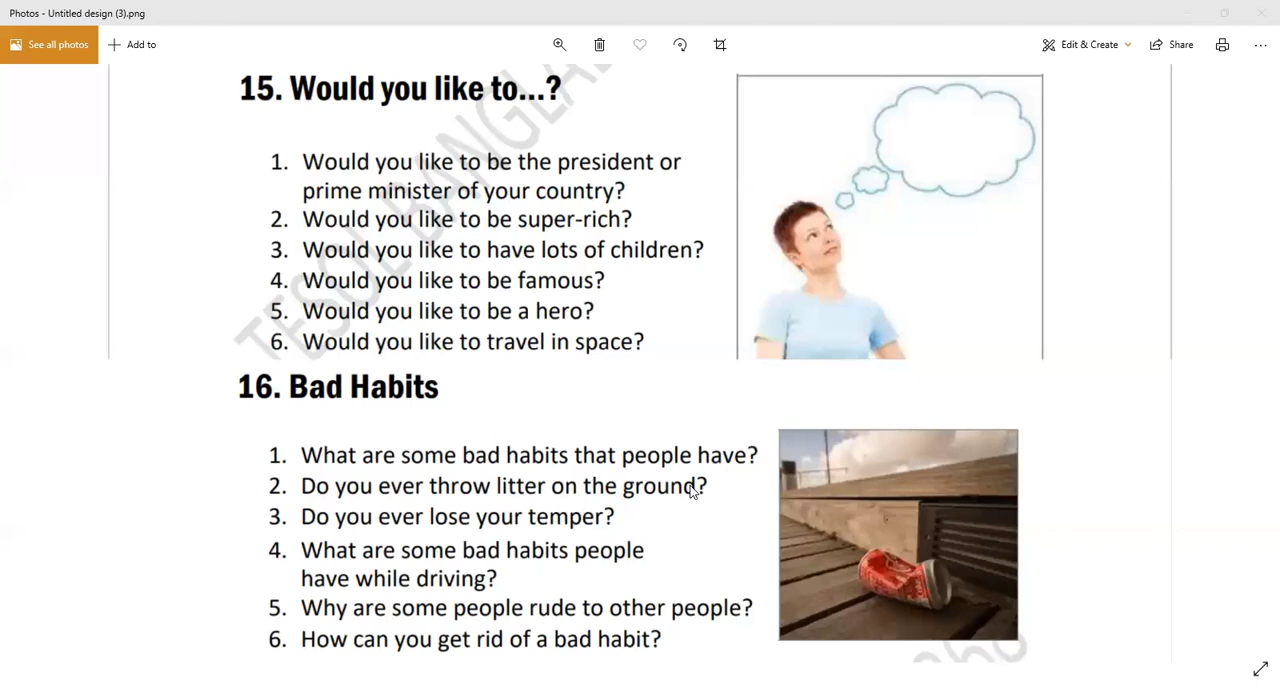 Photos - Untitled design (3).png
See all photos
Add to
Edit & Create
Share
15. Would you like to...?
1. Would you like to be the president or
prime minister of your country?
2. Would you like to be super-rich?
3. Would you like to have lots of children?
4. Would you like to be famous?
5. Would you like to be a hero?
6. Would you like to travel in space?
TESOL BANGLA
16. Bad Habits
1. What are some bad habits that people have?
2. Do you ever throw litter on the ground?
3. Do you ever lose your temper?
4. What are some bad habits people
have while driving?
5. Why are some people rude to other people?
6. How can you get rid of a bad habit?